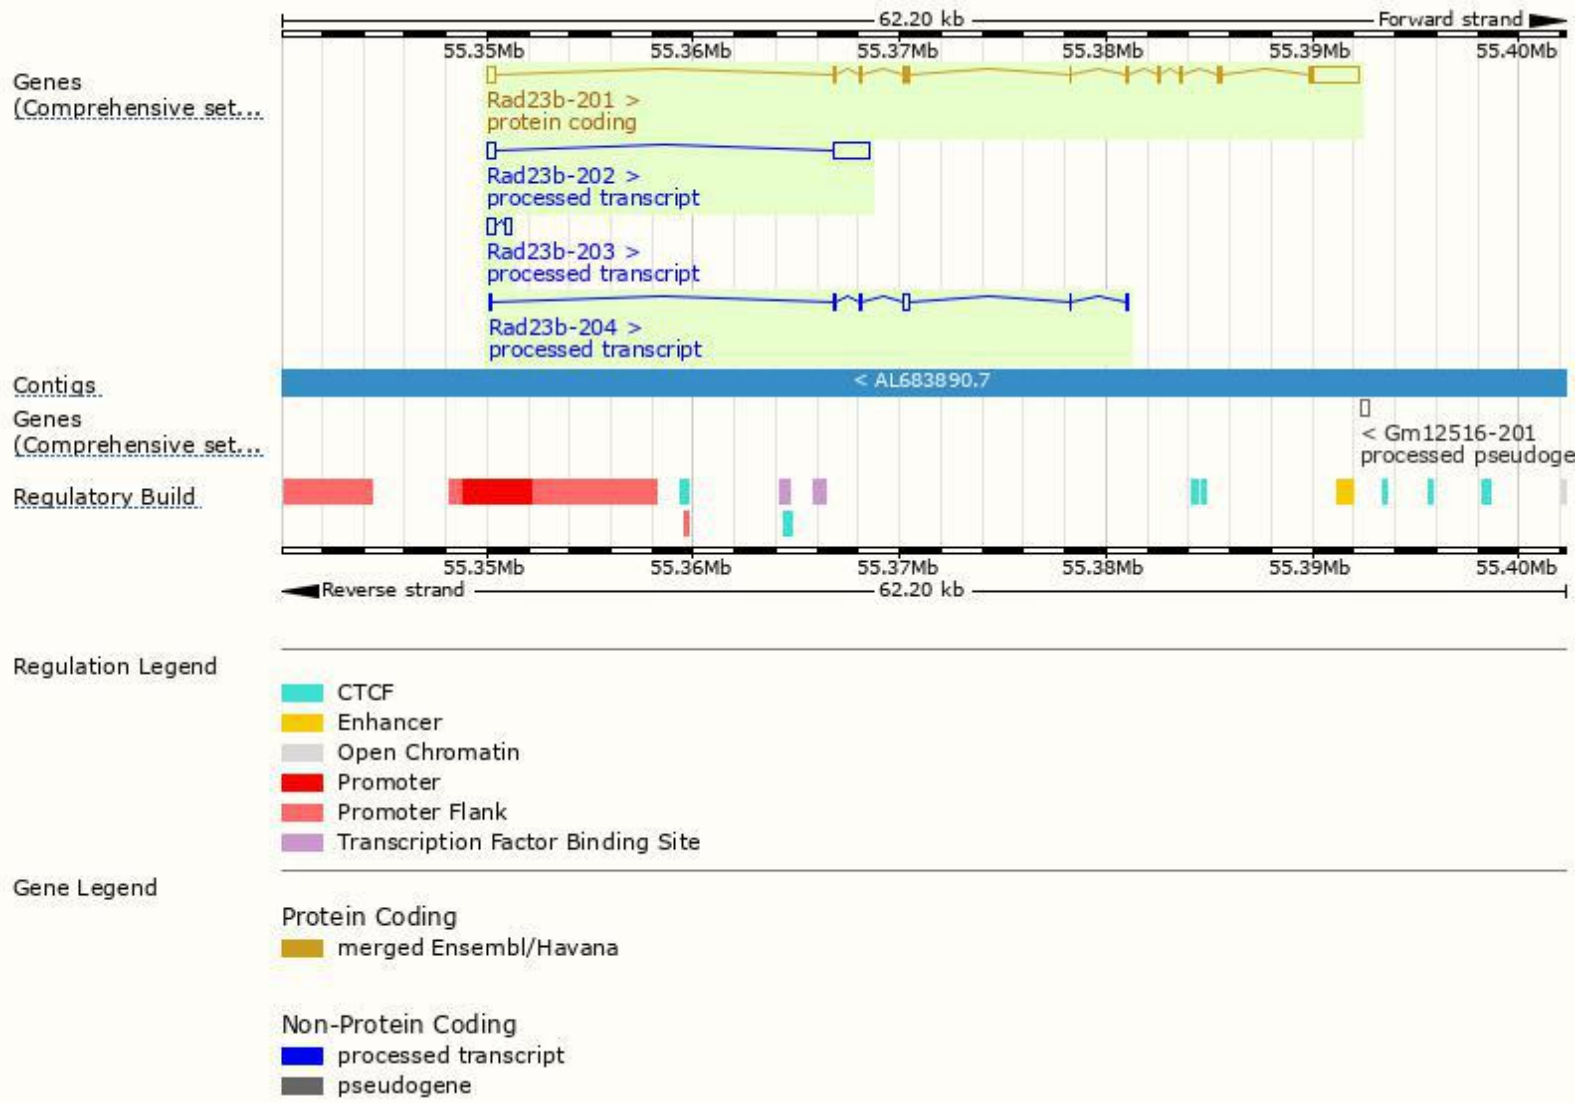 62.20 kb Forward strand
55.35Mb 55.36Mb 55.37Mb 55.38Mb 55.39Mb 55.40Mb
Genes
(Comprehensive set...
Rad23b-201 >
protein coding
Rad23b-202 >
processed transcript
Rad23b-203 >
processed transcript
Rad23b-204 >
processed transcript
Contigs
< AL683890.7
Genes
(Comprehensive set...
< Gm12516-201
processed pseudoge
Regulatory Build
55.35Mb 55.36Mb 55.37Mb 55.38Mb 55.39Mb 55.40Mb
Reverse strand 62.20 kb
Regulation Legend
CTCF
Enhancer
Open Chromatin
Promoter
Promoter Flank
Transcription Factor Binding Site
Gene Legend
Protein Coding
merged Ensembl/Havana
Non-Protein Coding
processed transcript
pseudogene